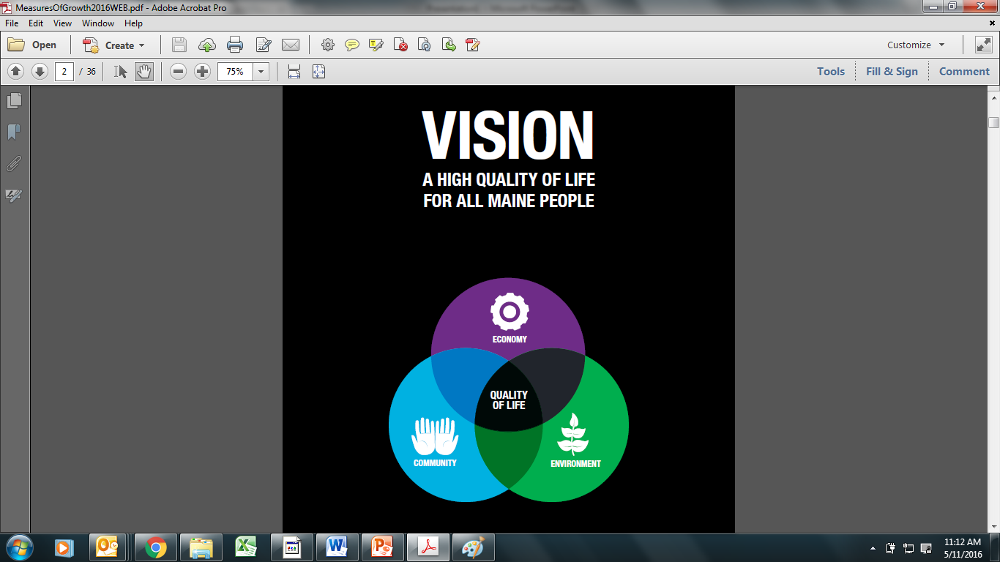 MeasuresOfGrowth2016WEB.pdf - Adobe Acrobat Pro
File Edit View Window Help
Open Create Customize
2 / 36 75% Tools Fill & Sign Comment
VISION
A HIGH QUALITY OF LIFE
FOR ALL MAINE PEOPLE
ECONOMY
QUALITY
OF LIFE
COMMUNITY
ENVIRONMENT
11:12 AM
5/11/2016